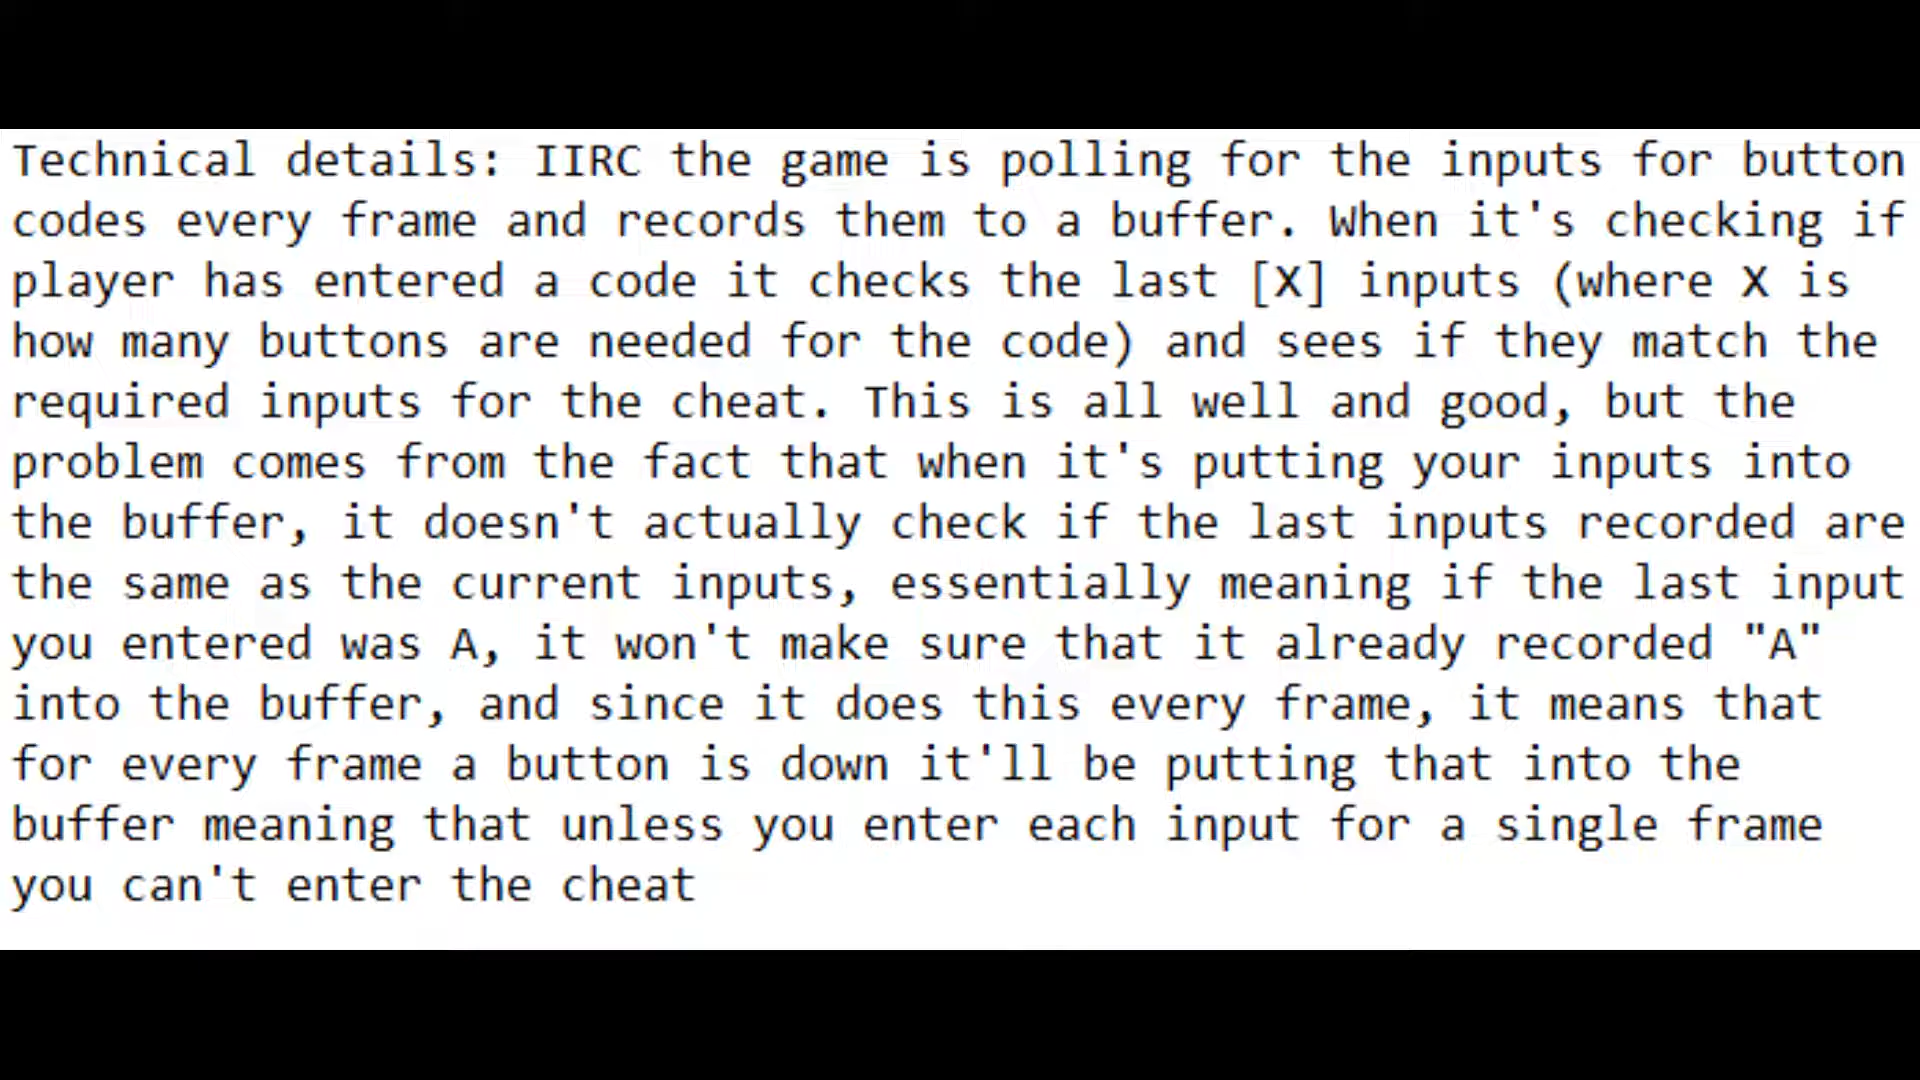 Technical details: IIRC the game is polling for the inputs for button
codes every frame and records them to a buffer. When it's checking if
player has entered a code it checks the last [X] inputs (where X is
how many buttons are needed for the code) and sees if they match the
required inputs for the cheat. This is all well and good, but the
problem comes from the fact that when it's putting your inputs into
the buffer, it doesn't actually check if the last inputs recorded are
the same as the current inputs, essentially meaning if the last input
you entered was A, it won't make sure that it already recorded "A"
into the buffer, and since it does this every frame, it means that
for every frame a button is down it'll be putting that into the
buffer meaning that unless you enter each input for a single frame
you can't enter the cheat